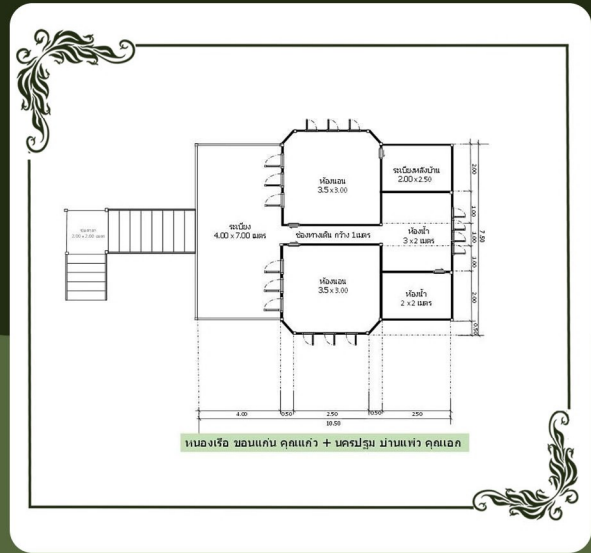 ห้องนอน
3.5 x 3.00
ระเบียงหลังบ้าน
2.00 x 2.50
ระเบียง
4.00 x 7.00 เมตร
ช่องทางเดิน กว้าง 1เมตร
ห้องน้ำ
3 x 2 เมตร
ห้องนอน
3.5 x 3.00
ห้องน้ำ
2 x 2 เมตร
2.00
1.00
1.00
1.00
2.00
0.50
7.50
4.00
0.50
2.50
0.50
2.50
10.50
หนองเรือ ขอนแก่น คุณแก้ว + นครปฐม บ้านแพ้ว คุณเอก